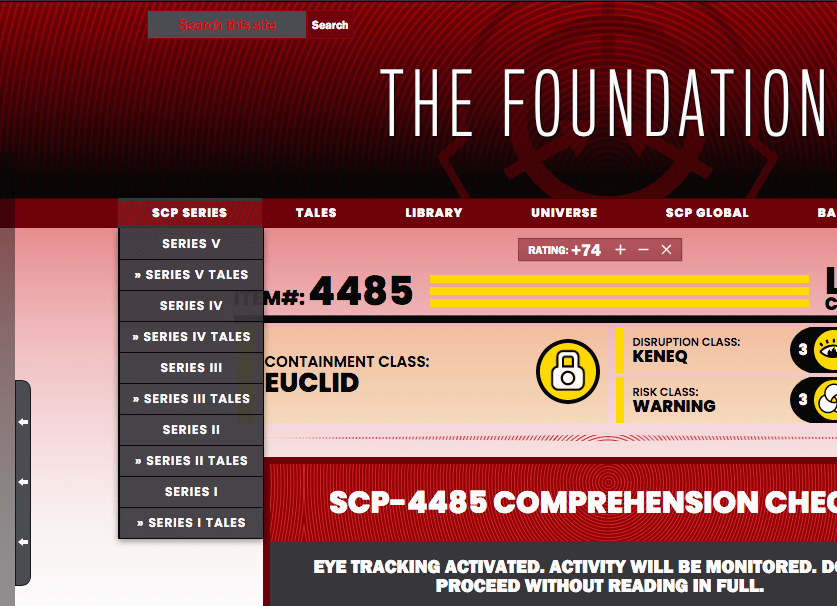 Search this site
Search
THE FOUNDATION
SCP SERIES TALES LIBRARY UNIVERSE SCP GLOBAL BA
SERIES V
» SERIES V TALES
SERIES IV
» SERIES IV TALES
SERIES III
» SERIES III TALES
SERIES II
» SERIES II TALES
SERIES I
» SERIES I TALES
RATING: +74 + − ×
ITEM#: 4485
L
C
CONTAINMENT CLASS:
EUCLID
DISRUPTION CLASS:
KENEQ
3
RISK CLASS:
WARNING
3
SCP-4485 COMPREHENSION CHEC
EYE TRACKING ACTIVATED. ACTIVITY WILL BE MONITORED. DO
PROCEED WITHOUT READING IN FULL.